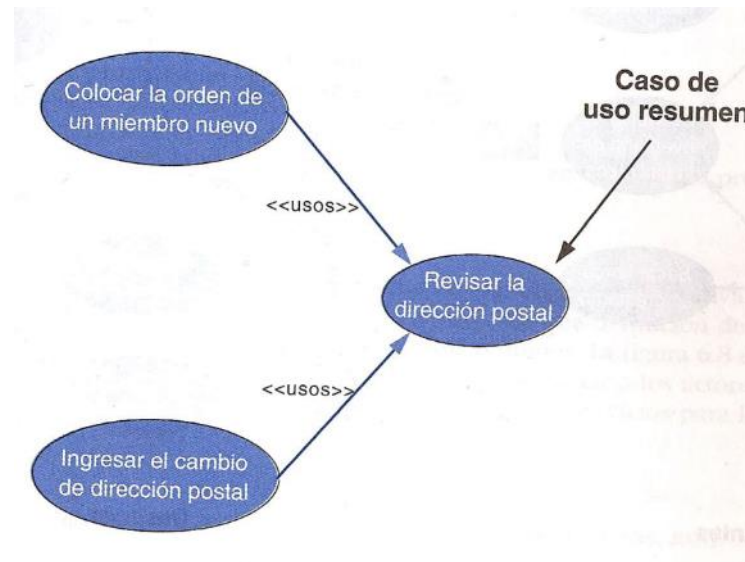 Colocar la orden de
un miembro nuevo
Caso de
uso resumen
<<usos>>
Revisar la
dirección postal
<<usos>>
Ingresar el cambio
de dirección postal